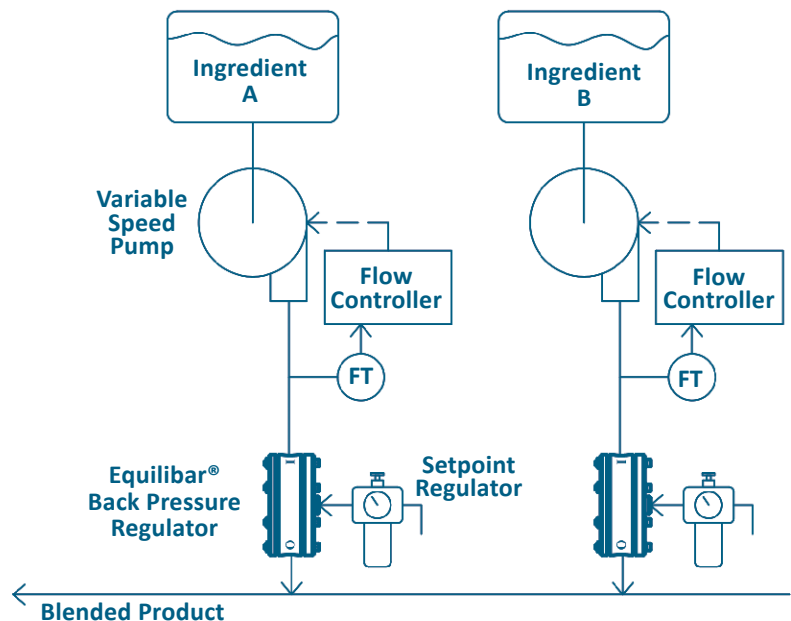 Ingredient
A
Ingredient
B
Variable
Speed
Pump
Flow
Controller
Flow
Controller
FT
FT
Equilibar®
Back Pressure
Regulator
Setpoint
Regulator
Blended Product